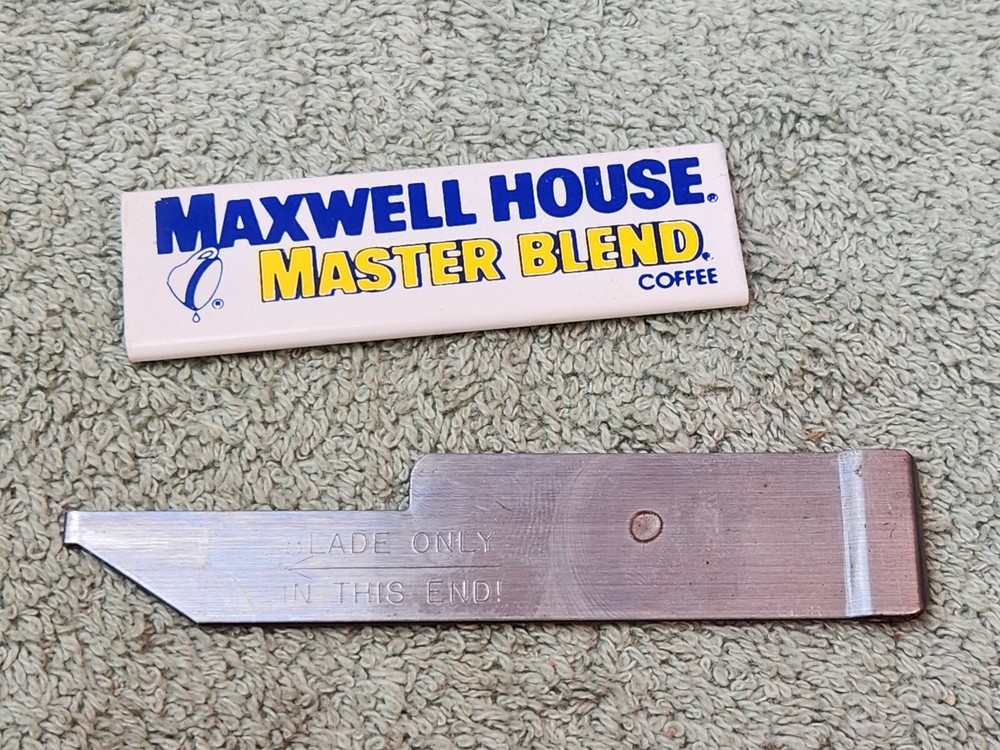 MAXWELL HOUSE®
MASTER BLEND®
COFFEE
®
BLADE ONLY
IN THIS END!